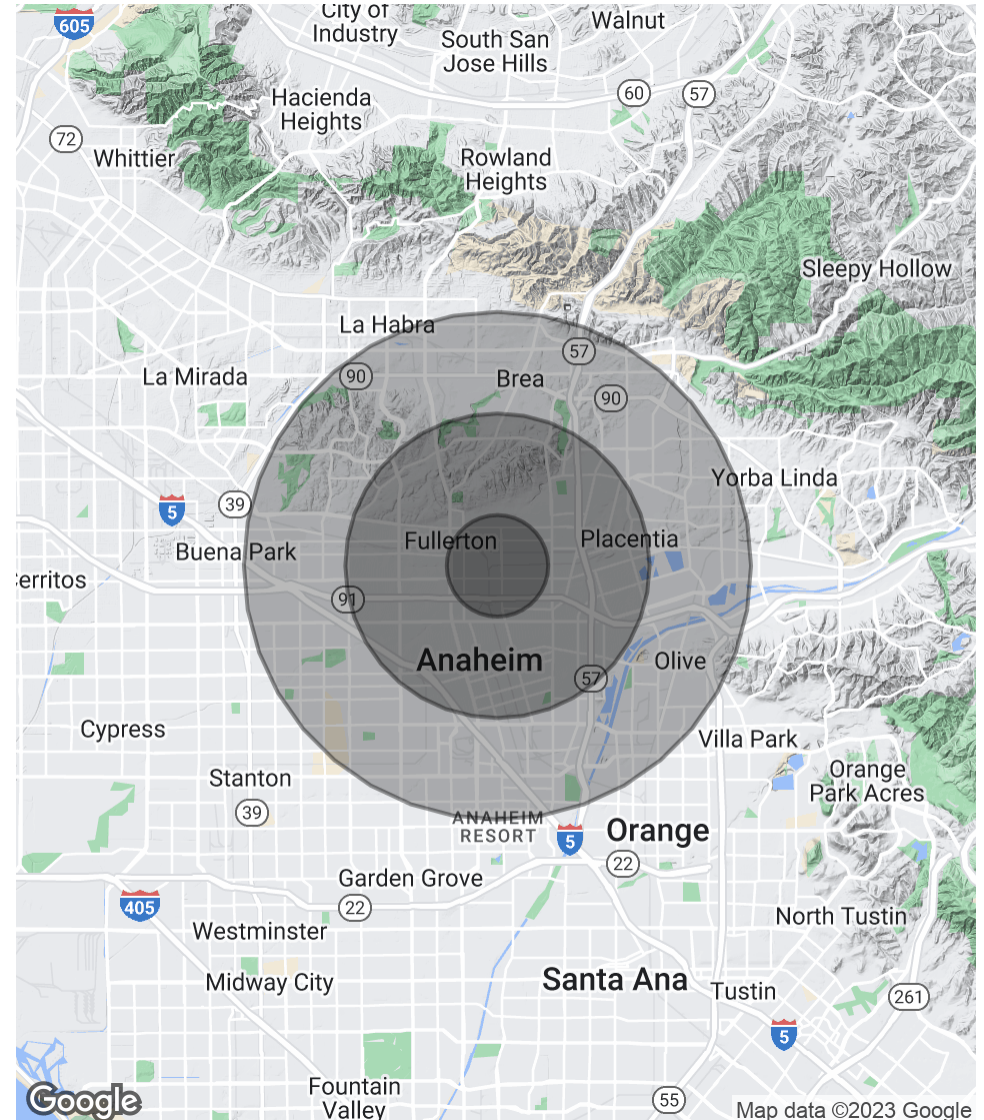 605
City of
Industry
Walnut
South San
Jose Hills
60
57
Hacienda
Heights
72
Whittier
Rowland
Heights
Sleepy Hollow
La Habra
57
La Mirada
90
Brea
90
Yorba Linda
39
5
Fullerton
Placentia
Buena Park
Cerritos
91
Anaheim
Olive
57
Cypress
Villa Park
Stanton
Orange
Park Acres
39
ANAHEIM
RESORT
Orange
5
22
Garden Grove
405
22
North Tustin
Westminster
Midway City
Santa Ana
Tustin
261
5
Fountain
Valley
Google
55
Map data ©2023 Google